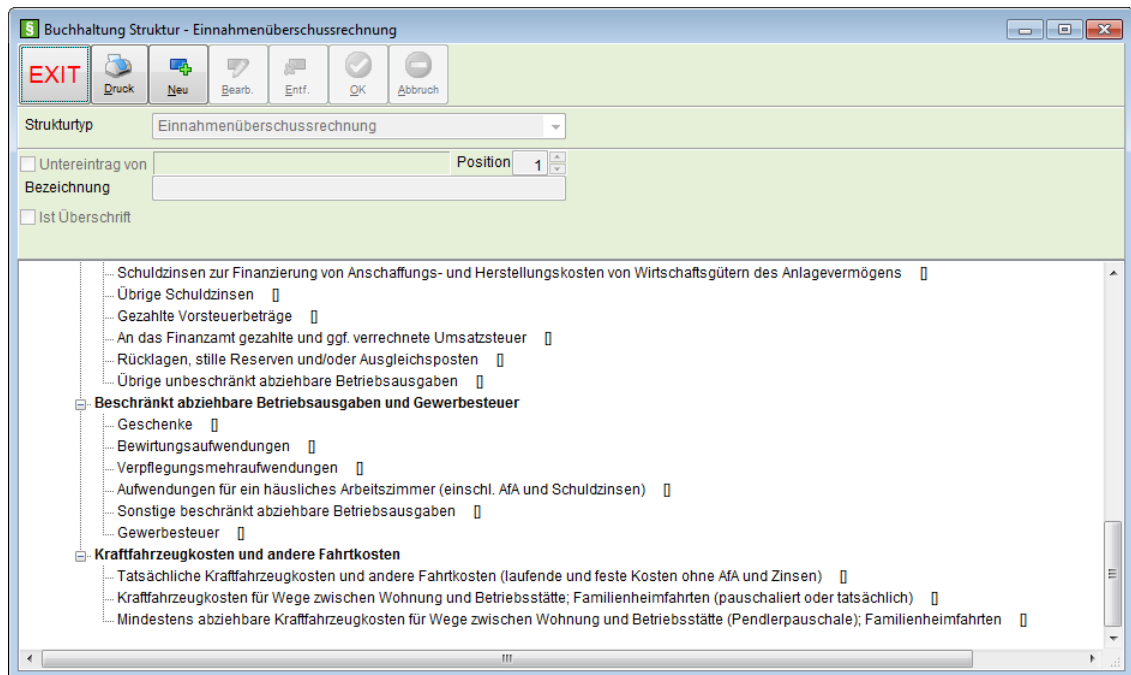 Buchhaltung Struktur - Einnahmenüberschussrechnung
EXIT Druck Neu Bearb. Entf. OK Abbruch
Strukturtyp Einnahmenüberschussrechnung
Untereintrag von Position 1
Bezeichnung
Ist Überschrift
Schuldzinsen zur Finanzierung von Anschaffungs- und Herstellungskosten von Wirtschaftsgütern des Anlagevermögens []
Übrige Schuldzinsen []
Gezahlte Vorsteuerbeträge []
An das Finanzamt gezahlte und ggf. verrechnete Umsatzsteuer []
Rücklagen, stille Reserven und/oder Ausgleichsposten []
Übrige unbeschränkt abziehbare Betriebsausgaben []
Beschränkt abziehbare Betriebsausgaben und Gewerbesteuer
Geschenke []
Bewirtungsaufwendungen []
Verpflegungsmehraufwendungen []
Aufwendungen für ein häusliches Arbeitszimmer (einschl. AfA und Schuldzinsen) []
Sonstige beschränkt abziehbare Betriebsausgaben []
Gewerbesteuer []
Kraftfahrzeugkosten und andere Fahrtkosten
Tatsächliche Kraftfahrzeugkosten und andere Fahrtkosten (laufende und feste Kosten ohne AfA und Zinsen) []
Kraftfahrzeugkosten für Wege zwischen Wohnung und Betriebsstätte; Familienheimfahrten (pauschaliert oder tatsächlich) []
Mindestens abziehbare Kraftfahrzeugkosten für Wege zwischen Wohnung und Betriebsstätte (Pendlerpauschale); Familienheimfahrten []